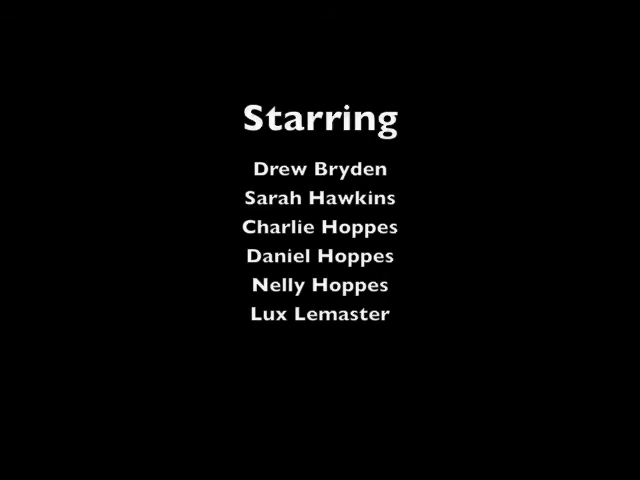 Starring
Drew Bryden
Sarah Hawkins
Charlie Hoppes
Daniel Hoppes
Nelly Hoppes
Lux Lemaster